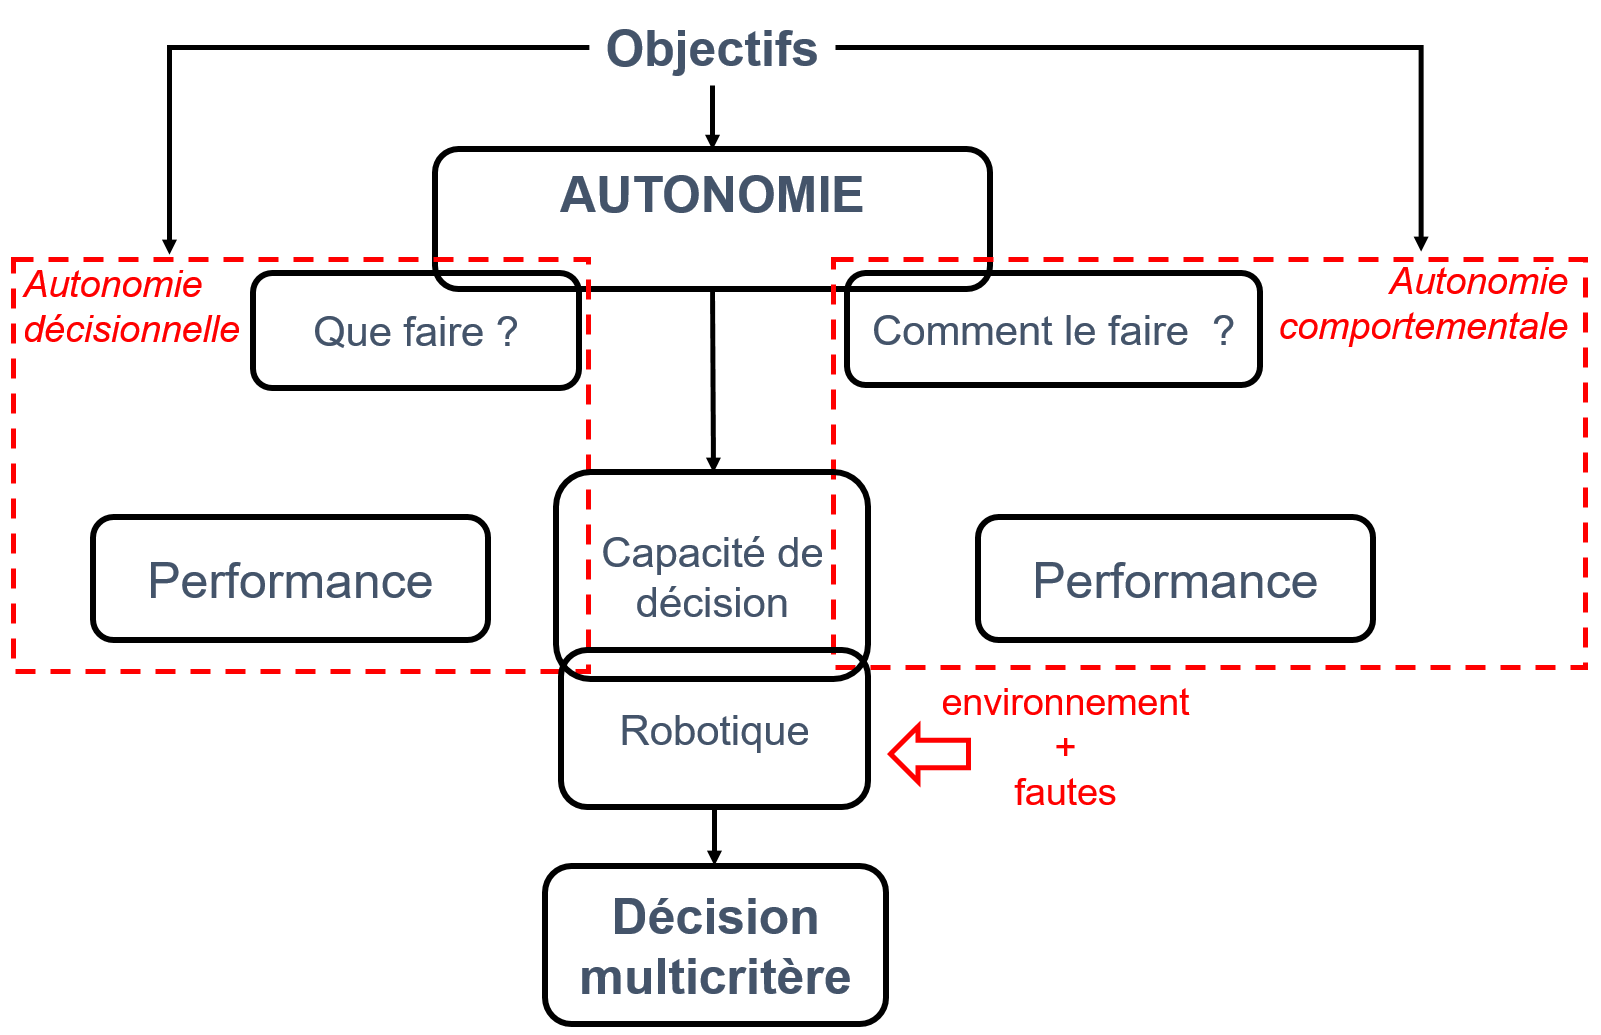 Objectifs
AUTONOMIE
Autonomie
décisionnelle
Que faire ?
Comment le faire  ?
Autonomie
comportementale
Performance
Capacité de
décision
Performance
Robotique
environnement
+
fautes
Décision
multicritère